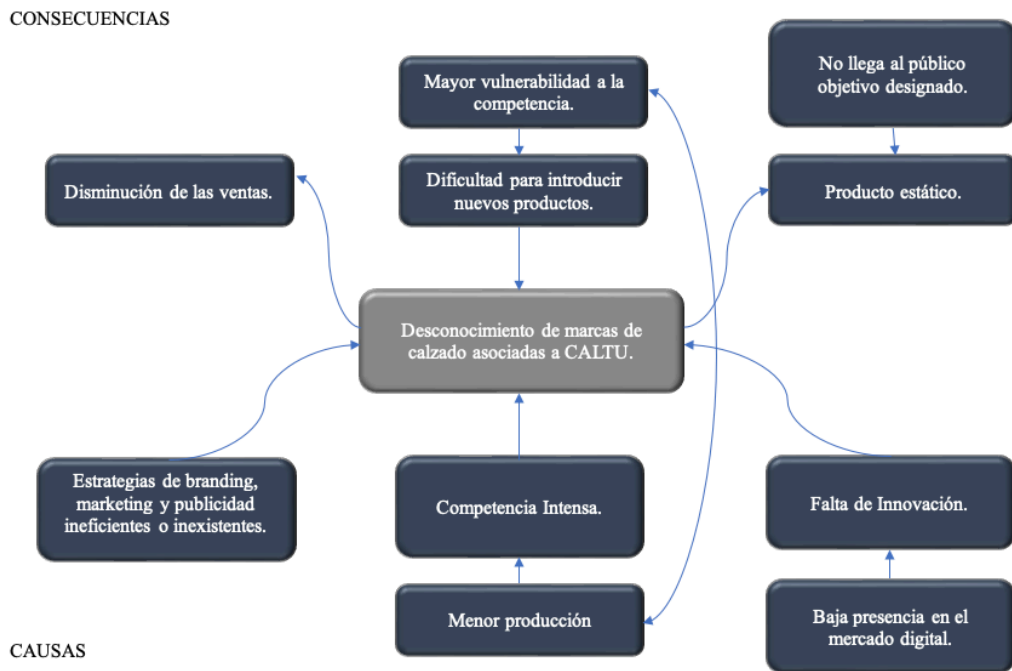 CONSECUENCIAS
Mayor vulnerabilidad a la
competencia.
No llega al público
objetivo designado.
Disminución de las ventas.
Dificultad para introducir
nuevos productos.
Producto estático.
Desconocimiento de marcas de
calzado asociadas a CALTU.
Estrategias de branding,
marketing y publicidad
ineficientes o inexistentes.
Competencia Intensa.
Falta de Innovación.
Menor producción
Baja presencia en el
mercado digital.
CAUSAS